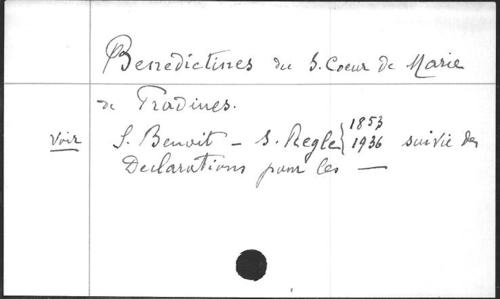 Benedictines du S. Coeur de Marie
de Pradines.
Voir S. Benoit – S. Regle { 1853 1936 suivie des
Declarations pour les —